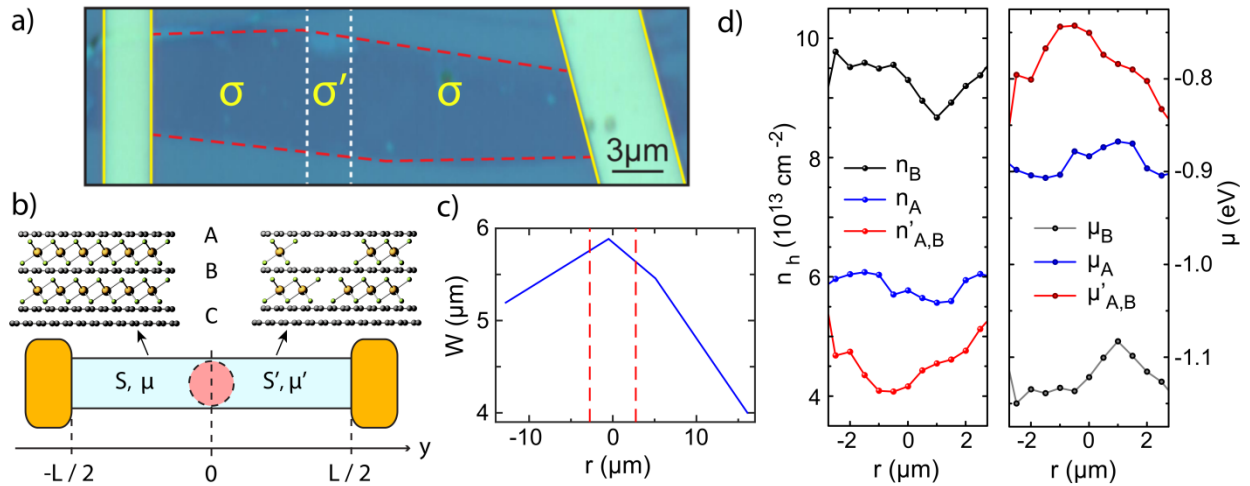 a)
σ
σ′
σ
3μm
b)
A
B
C
S, μ
S′, μ′
-L / 2
0
L / 2
y
c)
W (μm)
6
5
4
-10
0
10
r (μm)
d)
n_h (10^13 cm^-2)
10
8
6
4
n_B
n_A
n'_A,B
-2
0
2
r (μm)
μ_B
μ_A
μ'_A,B
-2
0
2
r (μm)
-0.8
-0.9
-1.0
-1.1
μ (eV)